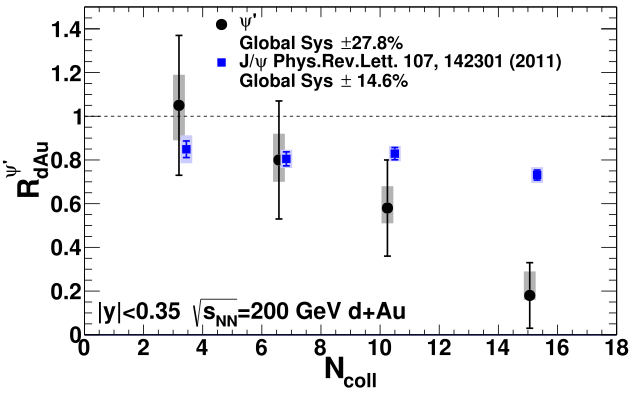 ψ'
Global Sys ±27.8%
J/ψ Phys.Rev.Lett. 107, 142301 (2011)
Global Sys ± 14.6%
R^ψ'_dAu
1.4
1.2
1
0.8
0.6
0.4
0.2
0
|y|<0.35 √s_NN=200 GeV d+Au
0 2 4 6 8 10 12 14 16 18
N_coll